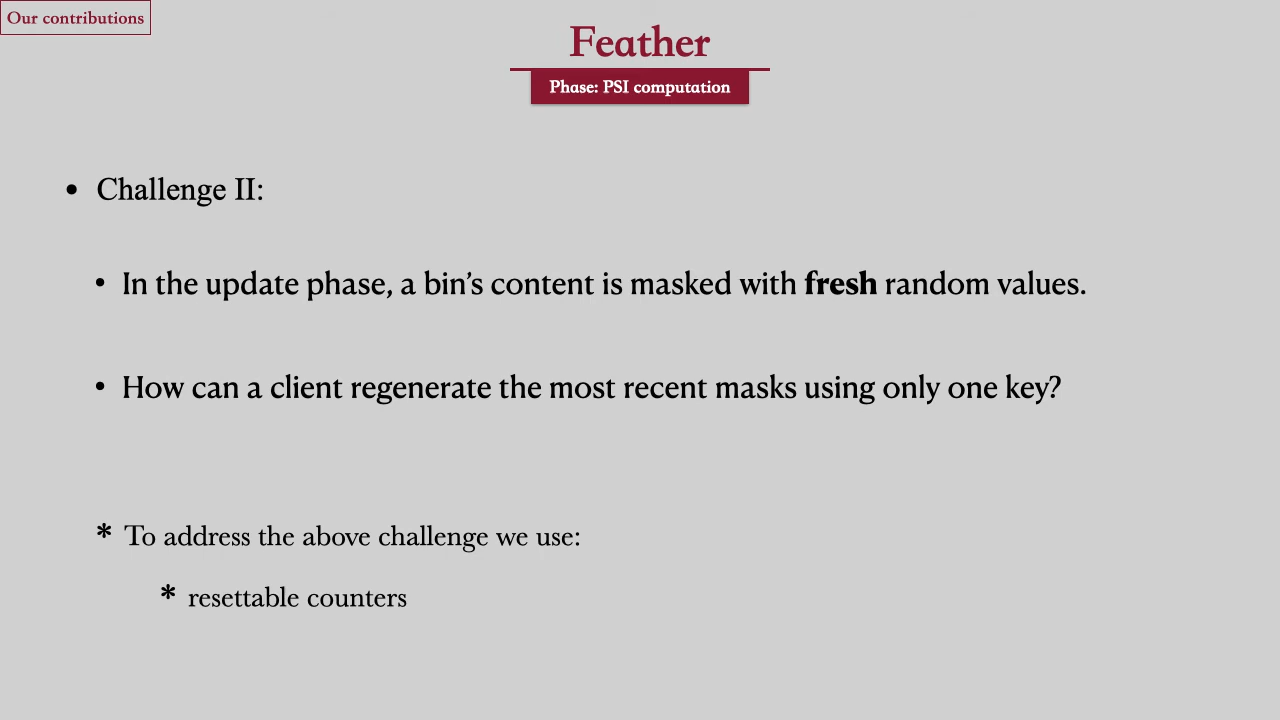 Our contributions
Feather
Phase: PSI computation
• Challenge II:
• In the update phase, a bin’s content is masked with fresh random values.
• How can a client regenerate the most recent masks using only one key?
* To address the above challenge we use:
* resettable counters